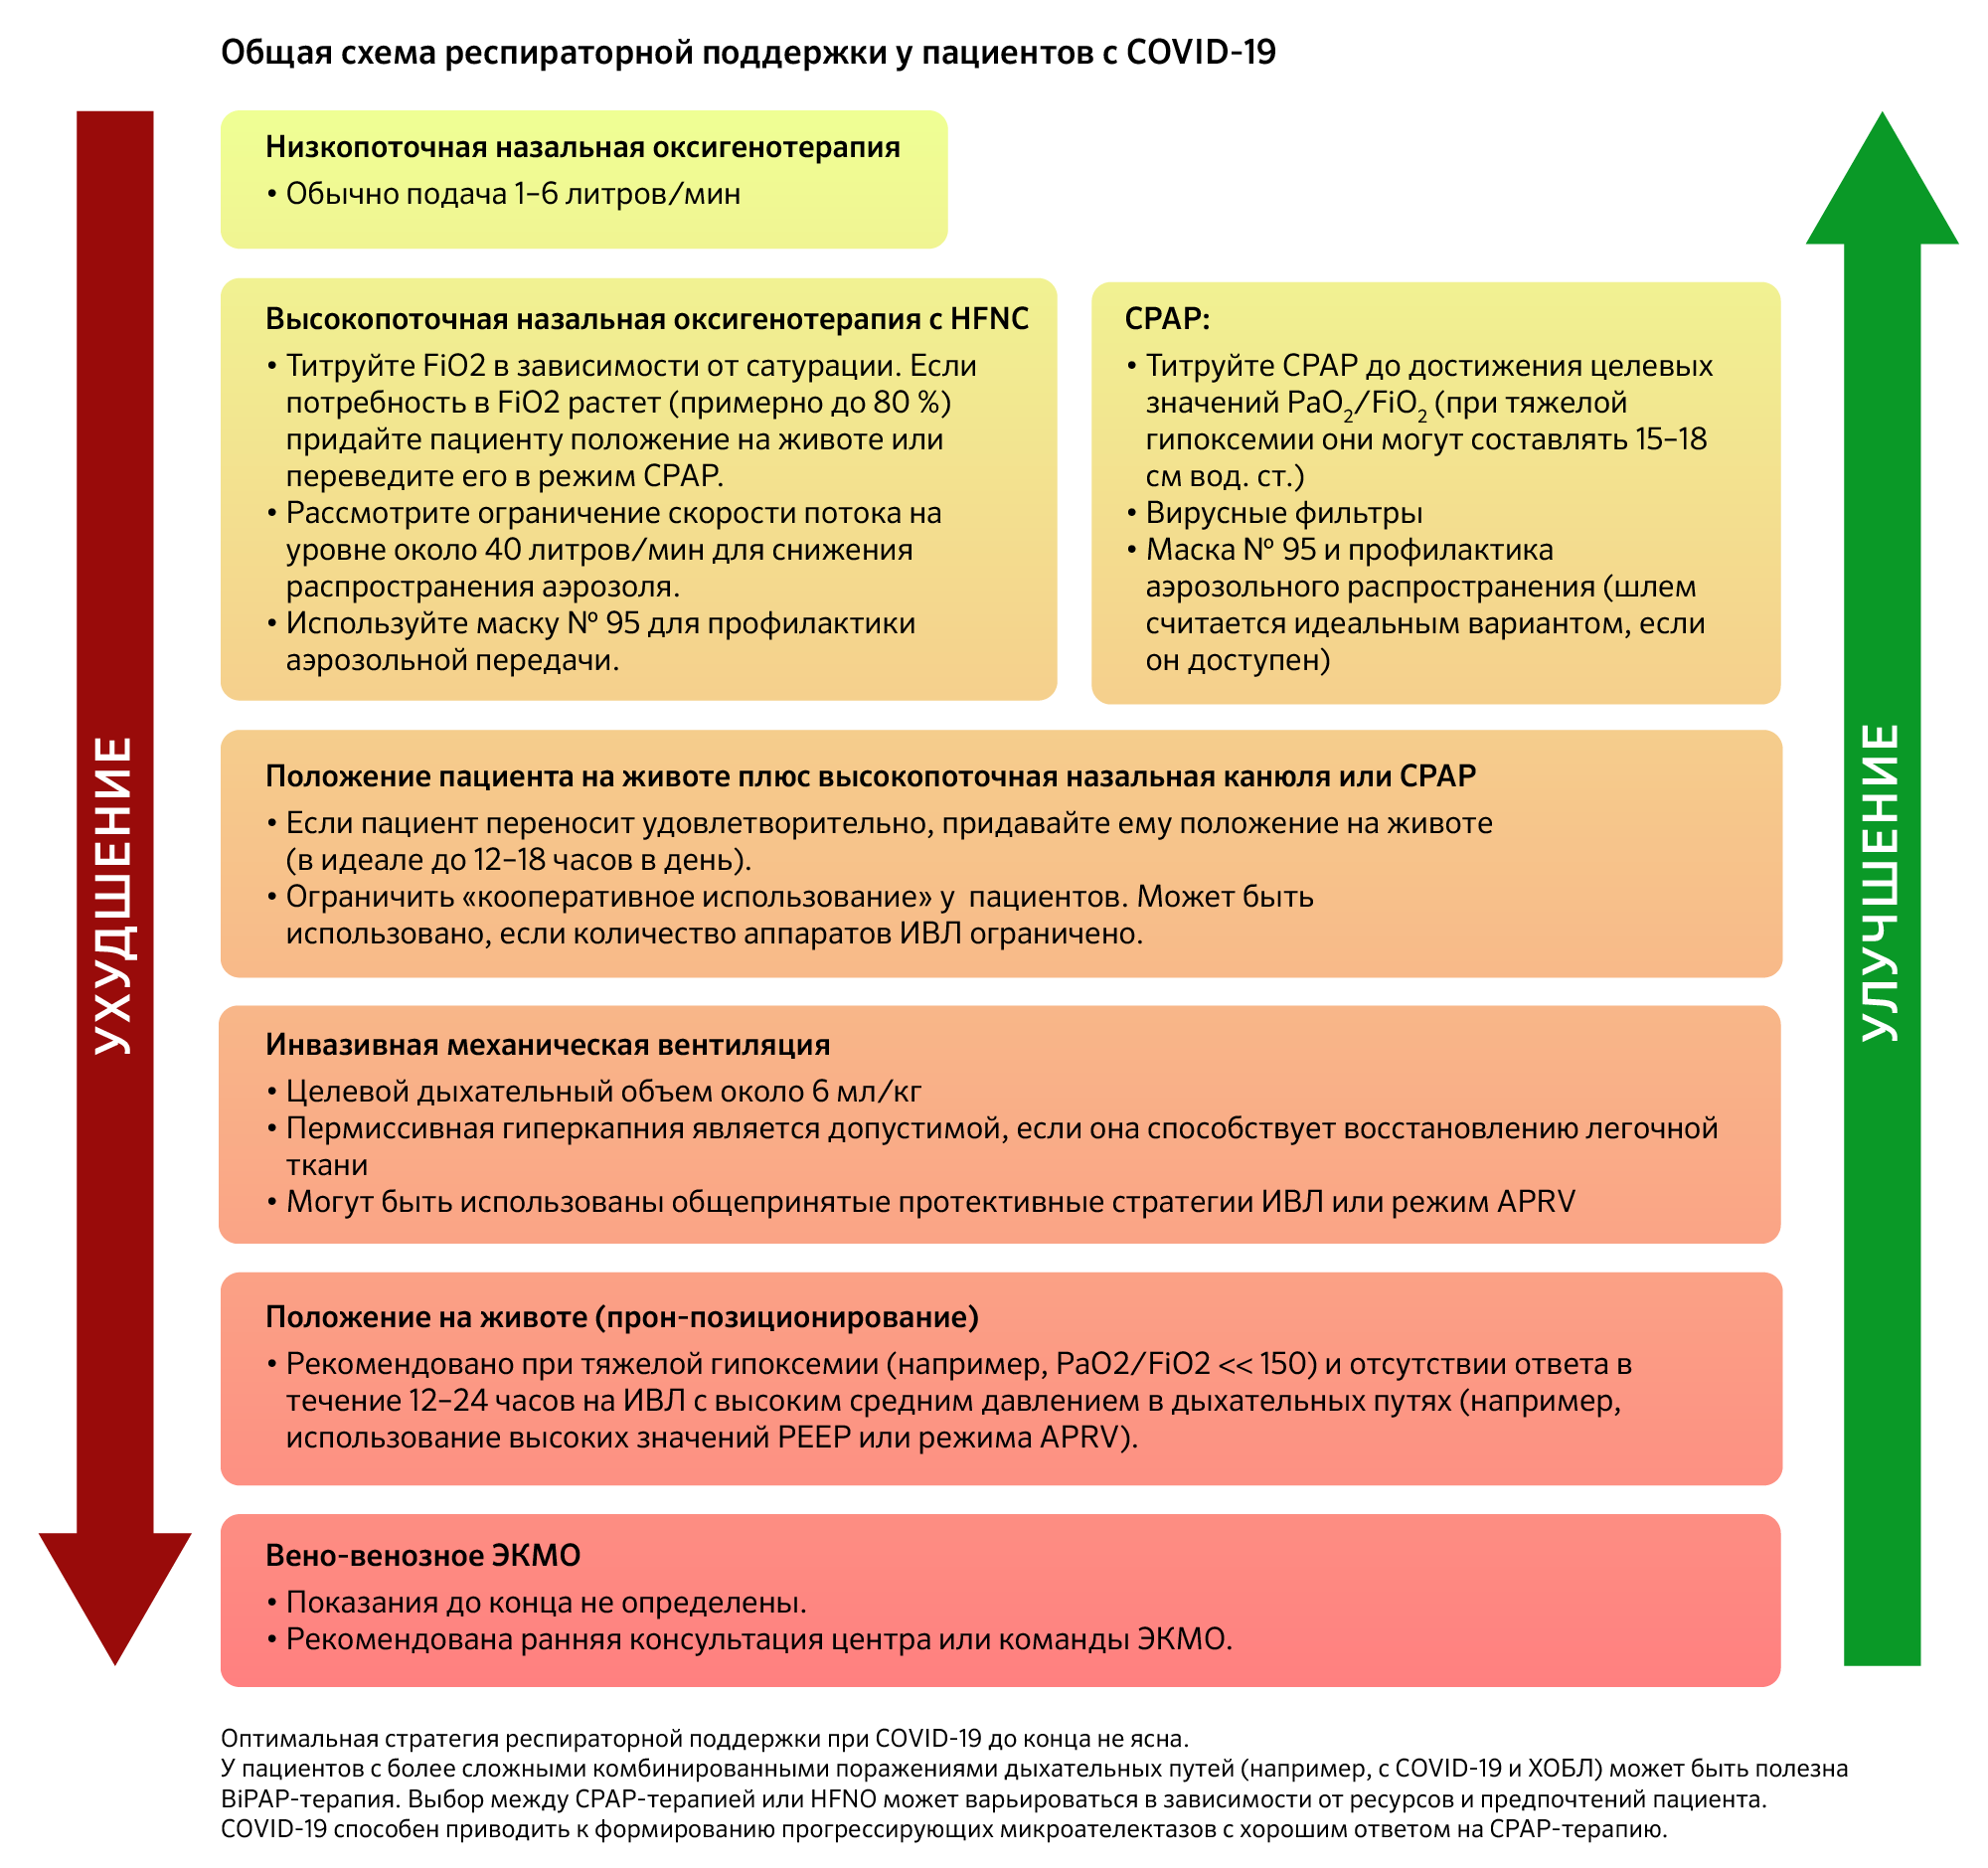 Общая схема респираторной поддержки у пациентов с COVID-19
Низкопоточная назальная оксигенотерапия
• Обычно подача 1–6 литров/мин
Высокопоточная назальная оксигенотерапия с HFNC
• Титруйте FiO2 в зависимости от сатурации. Если
потребность в FiO2 растет (примерно до 80 %)
придайте пациенту положение на животе или
переведите его в режим CPAP.
• Рассмотрите ограничение скорости потока на
уровне около 40 литров/мин для снижения
распространения аэрозоля.
• Используйте маску № 95 для профилактики
аэрозольной передачи.
CPAP:
• Титруйте CPAP до достижения целевых
значений PaO₂/FiO₂ (при тяжелой
гипоксемии они могут составлять 15–18
см вод. ст.)
• Вирусные фильтры
• Маска № 95 и профилактика
аэрозольного распространения (шлем
считается идеальным вариантом, если
он доступен)
Положение пациента на животе плюс высокопоточная назальная канюля или CPAP
• Если пациент переносит удовлетворительно, придавайте ему положение на животе
(в идеале до 12–18 часов в день).
• Ограничить «кооперативное использование» у пациентов. Может быть
использовано, если количество аппаратов ИВЛ ограничено.
Инвазивная механическая вентиляция
• Целевой дыхательный объем около 6 мл/кг
• Пермиссивная гиперкапния является допустимой, если она способствует восстановлению легочной
ткани
• Могут быть использованы общепринятые протективные стратегии ИВЛ или режим APRV
Положение на животе (прон-позиционирование)
• Рекомендовано при тяжелой гипоксемии (например, PaO2/FiO2 << 150) и отсутствии ответа в
течение 12–24 часов на ИВЛ с высоким средним давлением в дыхательных путях (например,
использование высоких значений PEEP или режима APRV).
Вено-венозное ЭКМО
• Показания до конца не определены.
• Рекомендована ранняя консультация центра или команды ЭКМО.
УХУДШЕНИЕ
УЛУЧШЕНИЕ
Оптимальная стратегия респираторной поддержки при COVID-19 до конца не ясна.
У пациентов с более сложными комбинированными поражениями дыхательных путей (например, с COVID-19 и ХОБЛ) может быть полезна
BiPAP-терапия. Выбор между CPAP-терапией или HFNO может варьироваться в зависимости от ресурсов и предпочтений пациента.
COVID-19 способен приводить к формированию прогрессирующих микроателектазов с хорошим ответом на CPAP-терапию.